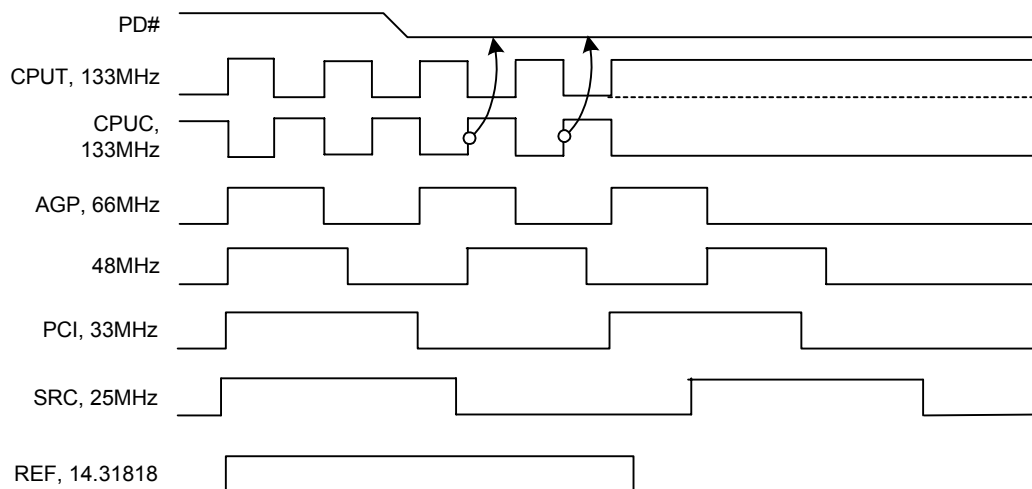 PD#
CPUT, 133MHz
CPUC,
133MHz
AGP, 66MHz
48MHz
PCI, 33MHz
SRC, 25MHz
REF, 14.31818